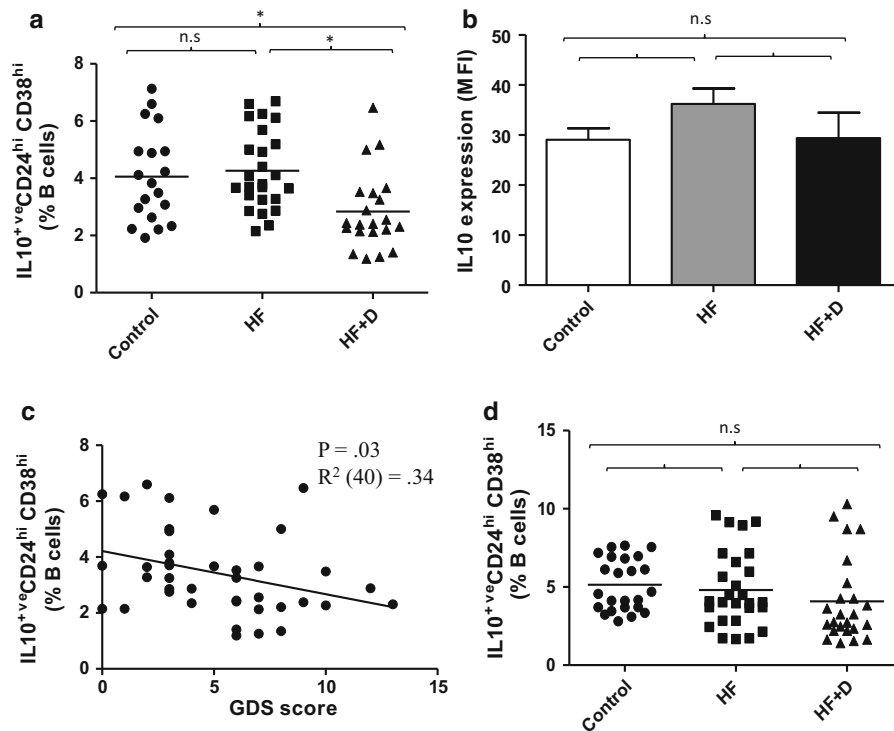 a
*
n.s
*
IL10+veCD24hi CD38hi
(% B cells)
8
6
4
2
0
Control
HF
HF+D
b
n.s
IL10 expression (MFI)
50
40
30
20
10
0
Control
HF
HF+D
c
P = .03
R2 (40) = .34
IL10+veCD24hi CD38hi
(% B cells)
8
6
4
2
0
0
5
10
15
GDS score
d
n.s
IL10+veCD24hi CD38hi
(% B cells)
15
10
5
0
Control
HF
HF+D